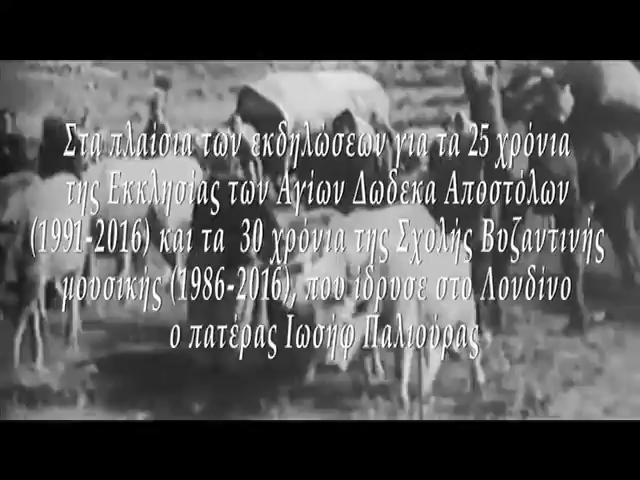 Στα πλαίσια των εκδηλώσεων για τα 25 χρόνια
της Εκκλησίας των Αγίων Δώδεκα Αποστόλων
(1991-2016) και τα 30 χρόνια της Σχολής Βυζαντινής
μουσικής (1986-2016), που ίδρυσε στο Λονδίνο
ο πατέρας Ιωσήφ Παλιούρας